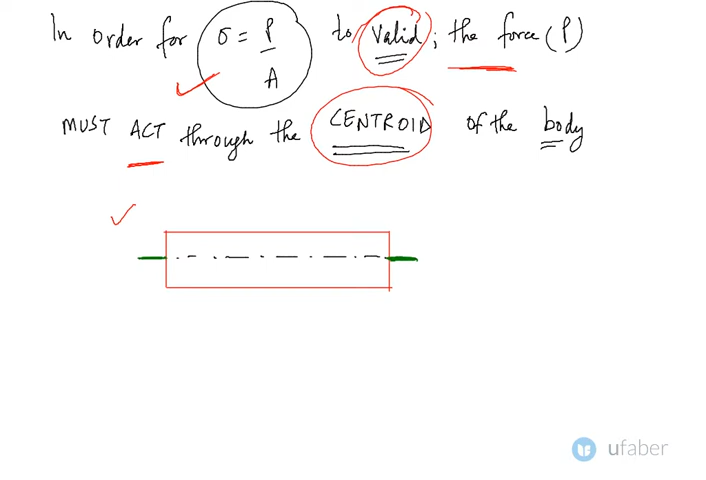 In order for σ = P/A to valid; the force (P)
MUST ACT through the CENTROID of the body
ufaber